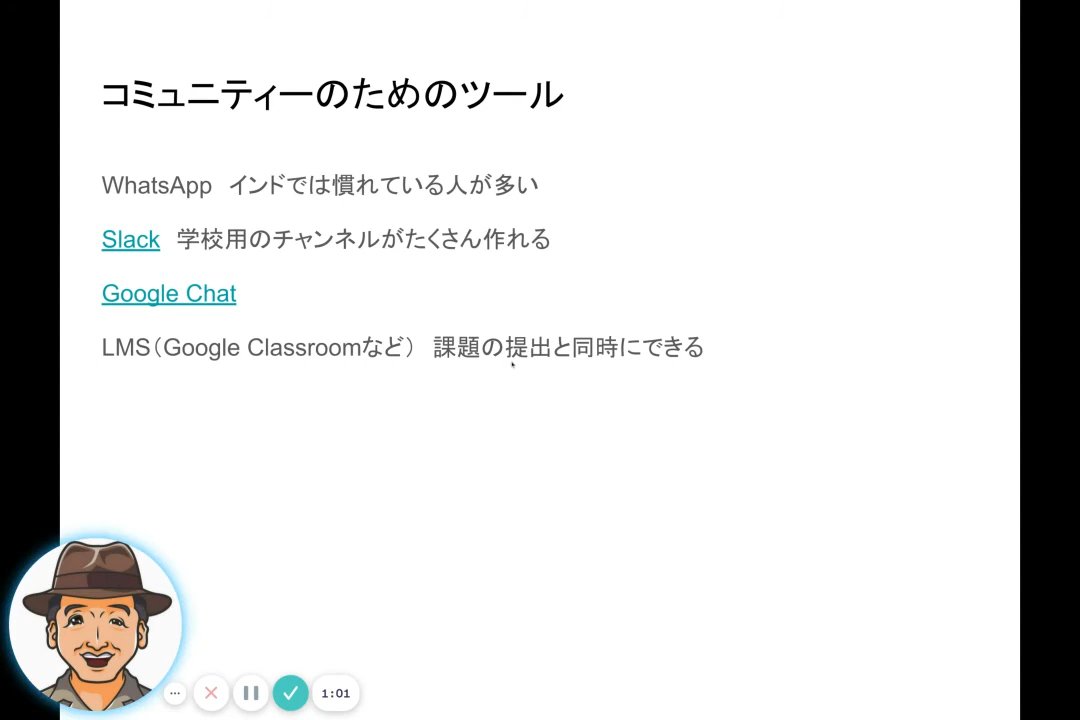 コミュニティーのためのツール
WhatsApp　インドでは慣れている人が多い
Slack　学校用のチャンネルがたくさん作れる
Google Chat
LMS（Google Classroomなど）　課題の提出と同時にできる
1:01